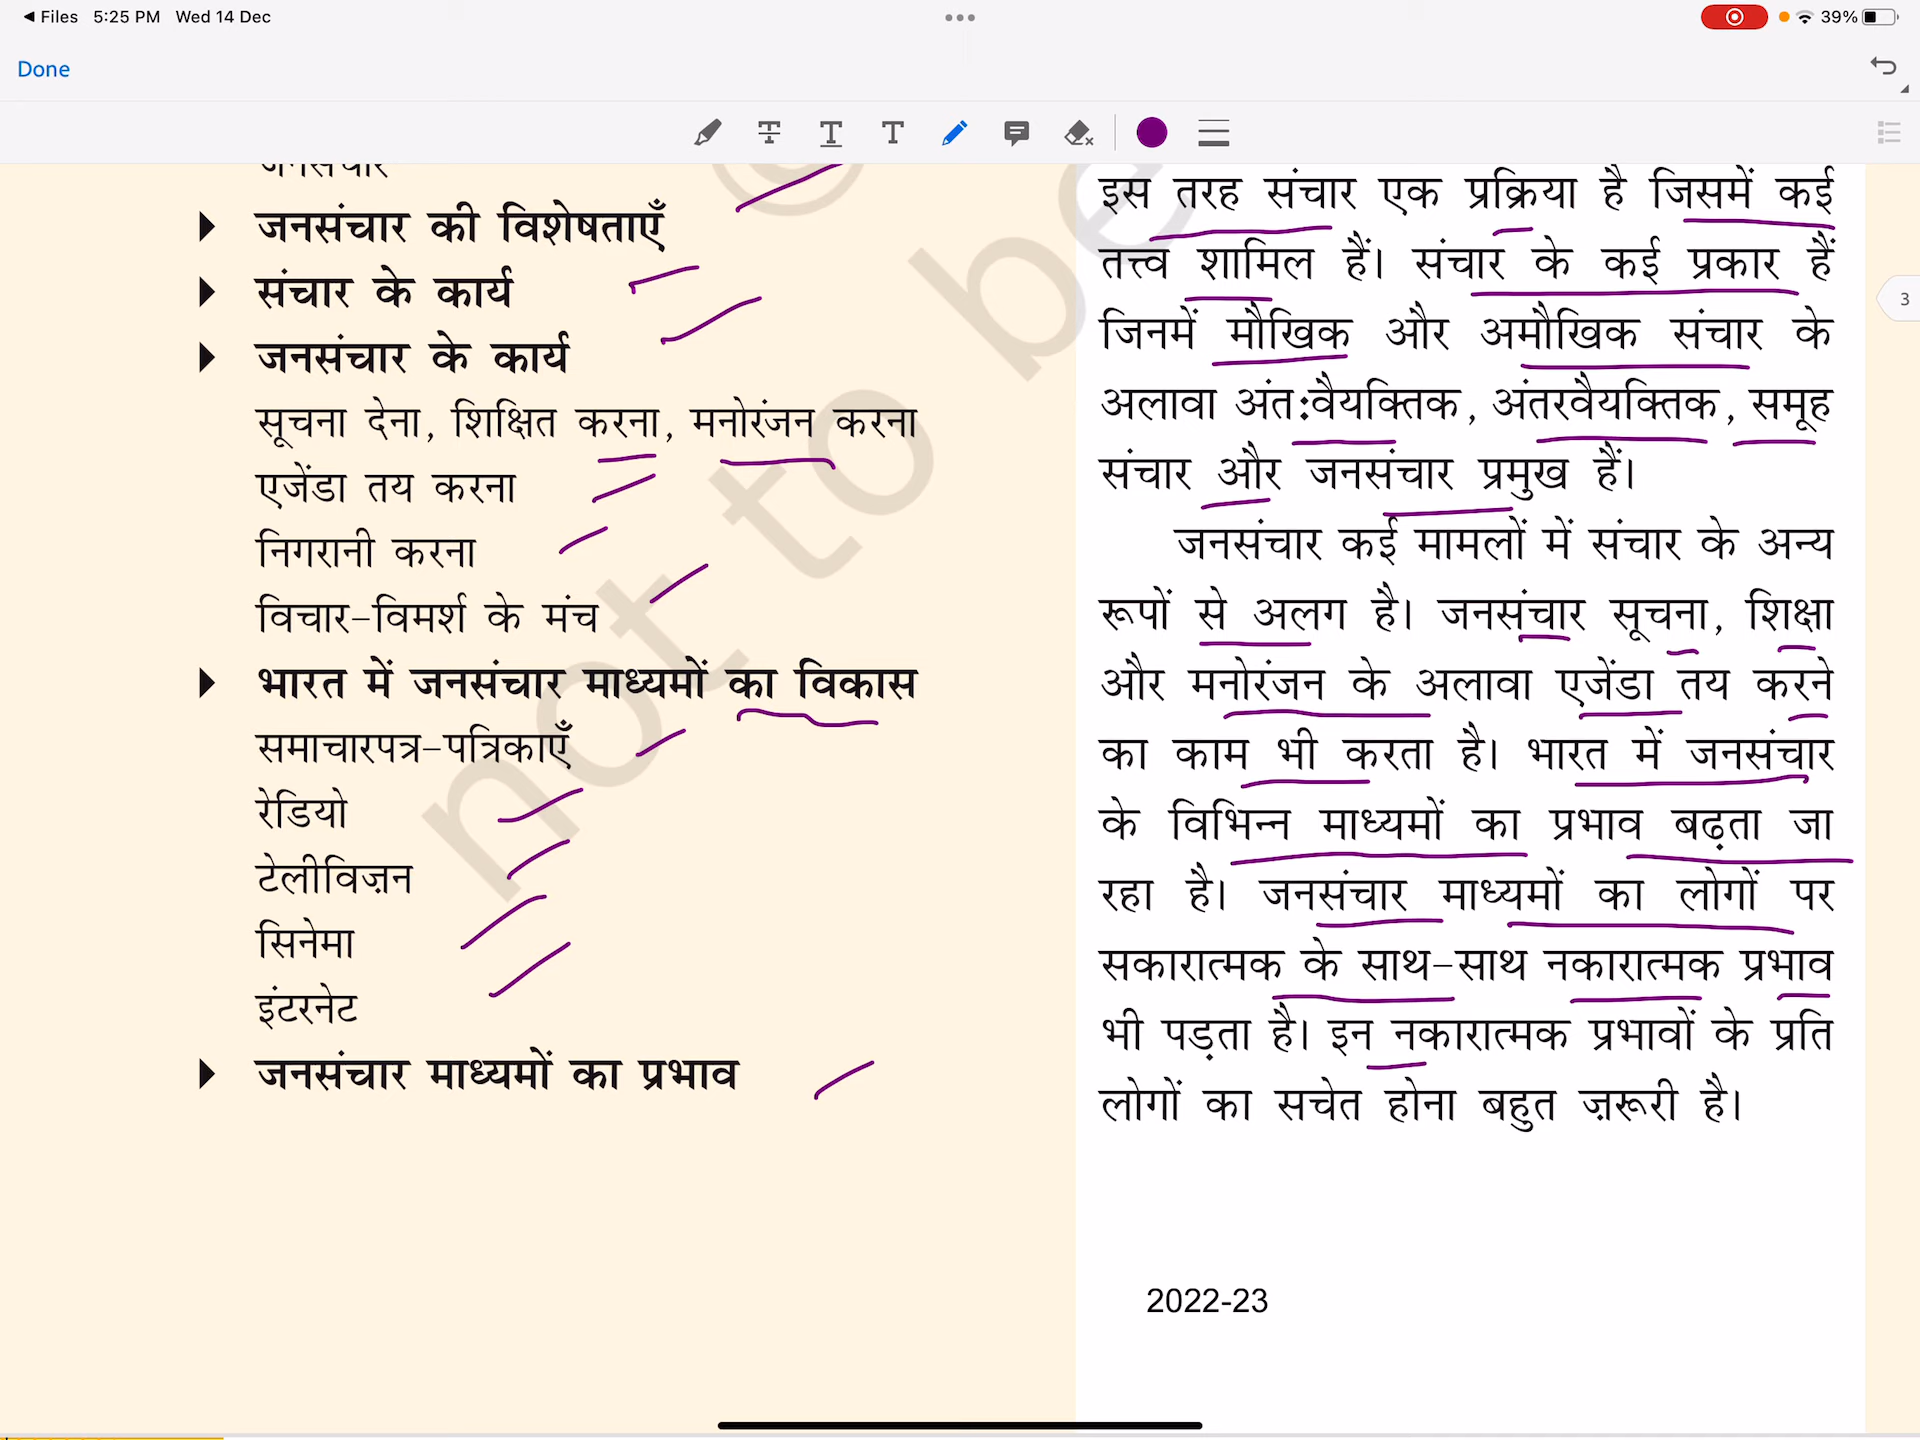 Files 5:25 PM Wed 14 Dec
39%
Done
3
जनसंचार
जनसंचार की विशेषताएँ
संचार के कार्य
जनसंचार के कार्य
सूचना देना, शिक्षित करना, मनोरंजन करना
एजेंडा तय करना
निगरानी करना
विचार-विमर्श के मंच
भारत में जनसंचार माध्यमों का विकास
समाचारपत्र-पत्रिकाएँ
रेडियो
टेलीविज़न
सिनेमा
इंटरनेट
जनसंचार माध्यमों का प्रभाव
not to be
©
इस तरह संचार एक प्रक्रिया है जिसमें कई
तत्त्व शामिल हैं। संचार के कई प्रकार हैं
जिनमें मौखिक और अमौखिक संचार के
अलावा अंतःवैयक्तिक, अंतरवैयक्तिक, समूह
संचार और जनसंचार प्रमुख हैं।
जनसंचार कई मामलों में संचार के अन्य
रूपों से अलग है। जनसंचार सूचना, शिक्षा
और मनोरंजन के अलावा एजेंडा तय करने
का काम भी करता है। भारत में जनसंचार
के विभिन्न माध्यमों का प्रभाव बढ़ता जा
रहा है। जनसंचार माध्यमों का लोगों पर
सकारात्मक के साथ-साथ नकारात्मक प्रभाव
भी पड़ता है। इन नकारात्मक प्रभावों के प्रति
लोगों का सचेत होना बहुत ज़रूरी है।
2022-23